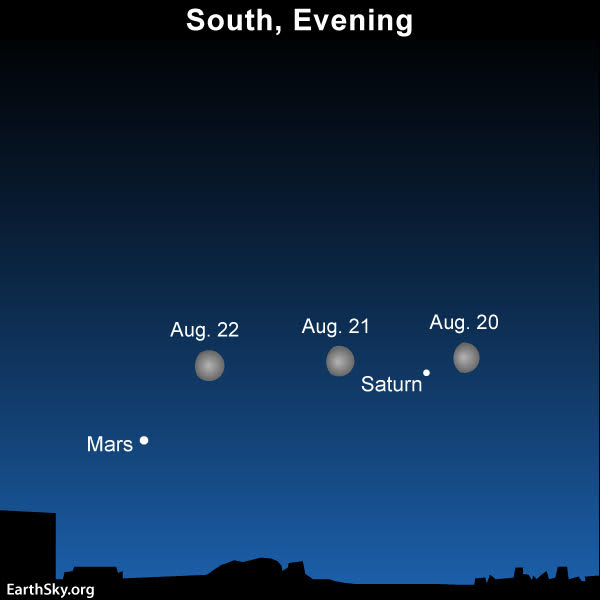 South, Evening
Aug. 22
Aug. 21
Aug. 20
Saturn
Mars
EarthSky.org